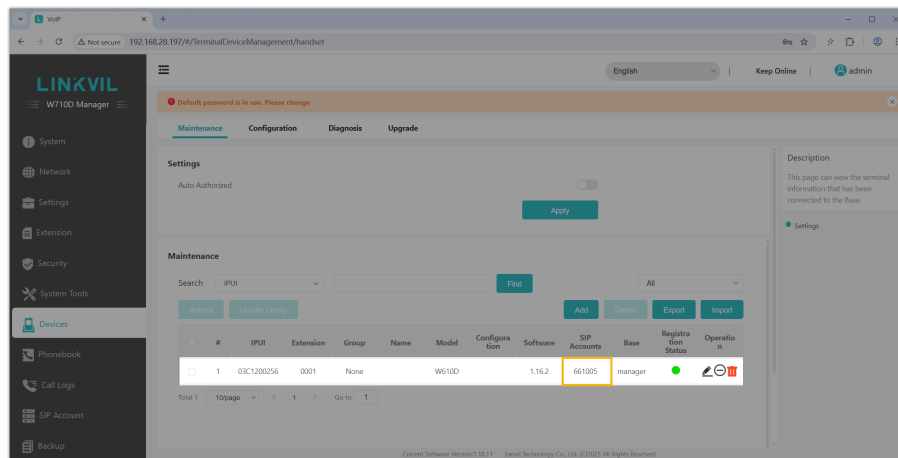 VoIP
Not secure 192.168.28.197/#/TerminalDeviceManagement/handset
LINKVIL
W710D Manager
English
Keep Online
admin
Default password is in use. Please change
Maintenance Configuration Diagnosis Upgrade
System
Network
Settings
Extension
Security
System Tools
Devices
Phonebook
Call Logs
SIP Account
Backup
Settings
Auto Authorized
Apply
Maintenance
Search IPUI Find All
Reboot Update Config Add Delete Export Import
# IPUI Extension Group Name Model Configura
tion Software SIP
Accounts Base Registra
tion
Status Operatio
n
1 03C1200256 0001 None W610D 1.16.2 661005 manager
Total 1 10/page < 1 > Go to 1
Description
This page can view the terminal
information that has been
connected to the Base.
Settings
Current Software Version:1.18.11 Fanvil Technology Co., Ltd. (C)2025 All Rights Reserved.